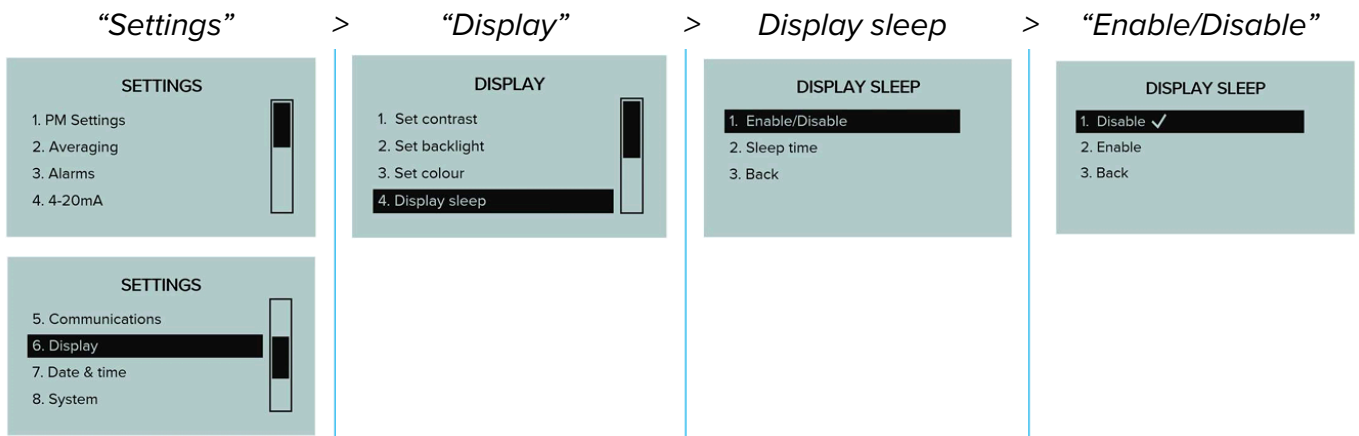 “Settings” > “Display” > Display sleep > “Enable/Disable”
SETTINGS
1. PM Settings
2. Averaging
3. Alarms
4. 4-20mA
SETTINGS
5. Communications
6. Display
7. Date & time
8. System
DISPLAY
1. Set contrast
2. Set backlight
3. Set colour
4. Display sleep
DISPLAY SLEEP
1. Enable/Disable
2. Sleep time
3. Back
DISPLAY SLEEP
1. Disable ✓
2. Enable
3. Back